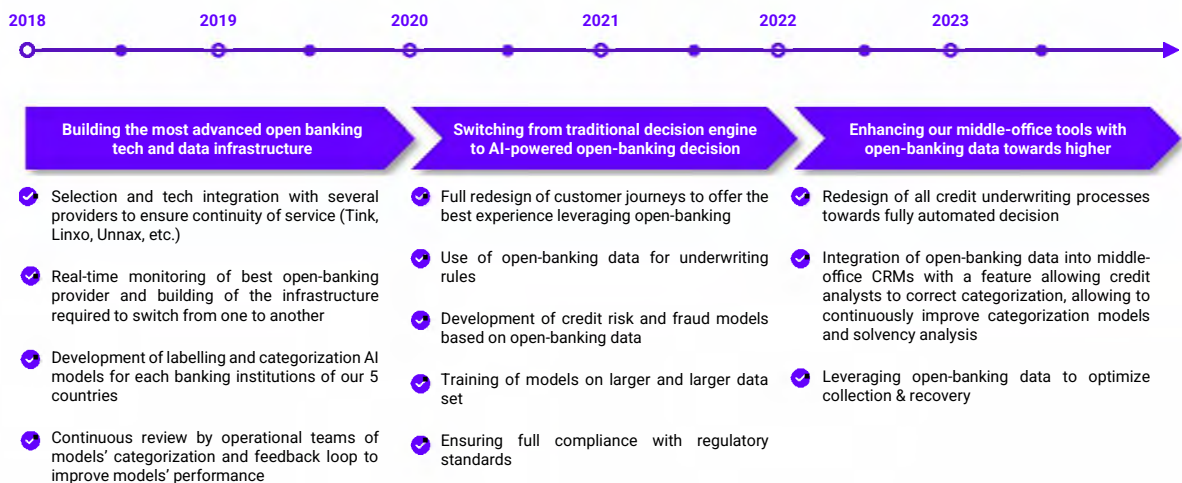 2018
2019
2020
2021
2022
2023
Building the most advanced open banking
tech and data infrastructure
Selection and tech integration with several
providers to ensure continuity of service (Tink,
Linxo, Unnax, etc.)
Real-time monitoring of best open-banking
provider and building of the infrastructure
required to switch from one to another
Development of labelling and categorization AI
models for each banking institutions of our 5
countries
Continuous review by operational teams of
models' categorization and feedback loop to
improve models' performance
Switching from traditional decision engine
to AI-powered open-banking decision
Full redesign of customer journeys to offer the
best experience leveraging open-banking
Use of open-banking data for underwriting
rules
Development of credit risk and fraud models
based on open-banking data
Training of models on larger and larger data
set
Ensuring full compliance with regulatory
standards
Enhancing our middle-office tools with
open-banking data towards higher
Redesign of all credit underwriting processes
towards fully automated decision
Integration of open-banking data into middle-
office CRMs with a feature allowing credit
analysts to correct categorization, allowing to
continuously improve categorization models
and solvency analysis
Leveraging open-banking data to optimize
collection & recovery